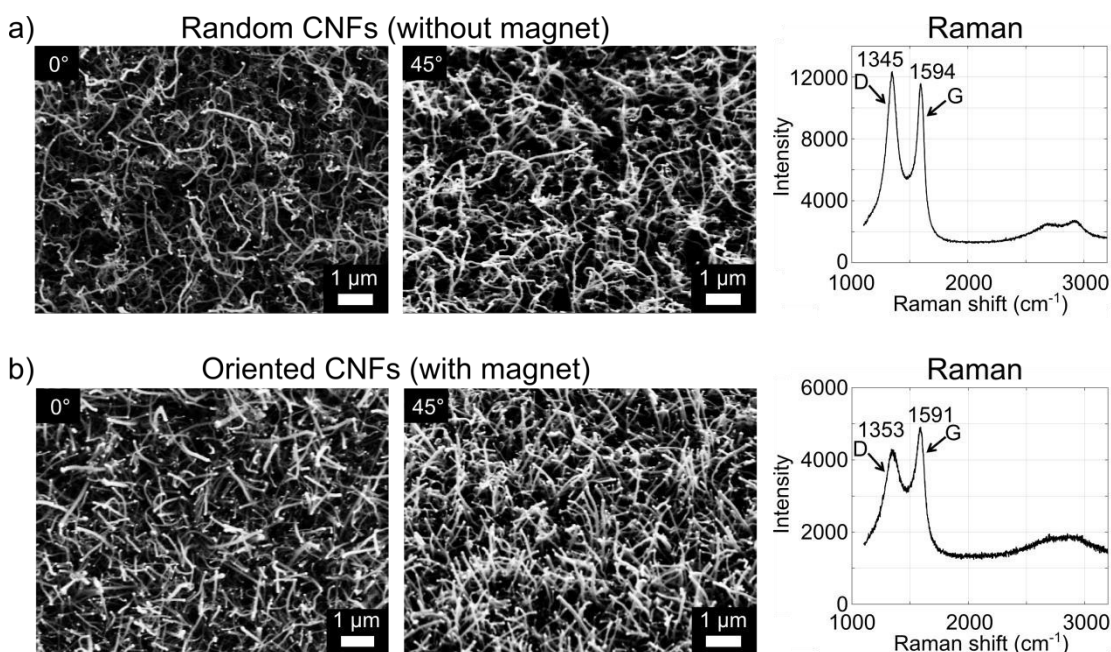 a) Random CNFs (without magnet)
0°
1 μm
45°
1 μm
Raman
1345
1594
D
G
12000
8000
4000
0
Intensity
1000 2000 3000
Raman shift (cm⁻¹)
b) Oriented CNFs (with magnet)
0°
1 μm
45°
1 μm
Raman
1353
1591
D
G
6000
4000
2000
0
Intensity
1000 2000 3000
Raman shift (cm⁻¹)